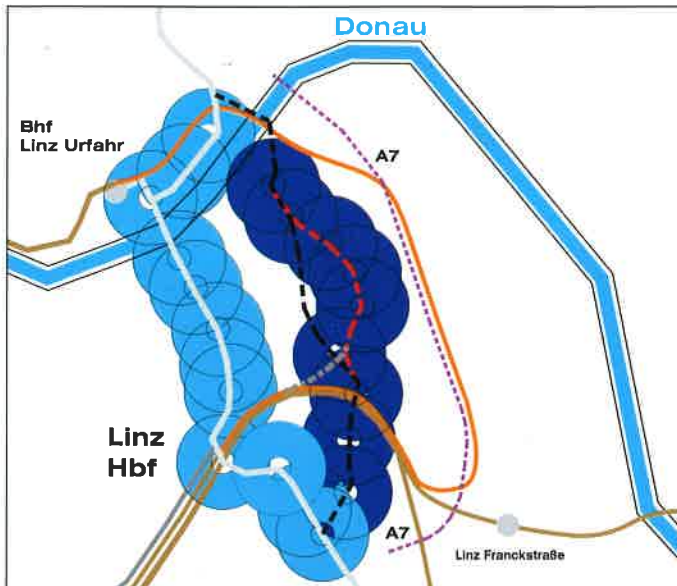 Donau
Bhf
Linz Urfahr
A7
Linz
Hbf
A7
Linz Franckstraße